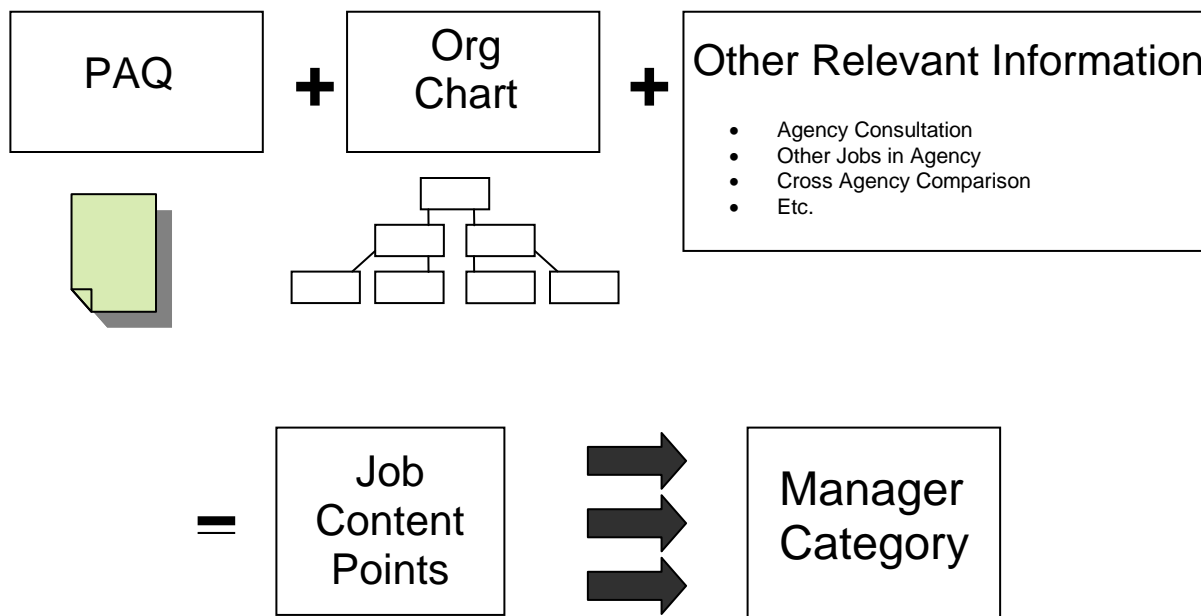 PAQ
+
Org
Chart
+
Other Relevant Information
• Agency Consultation
• Other Jobs in Agency
• Cross Agency Comparison
• Etc.
=
Job
Content
Points
Manager
Category